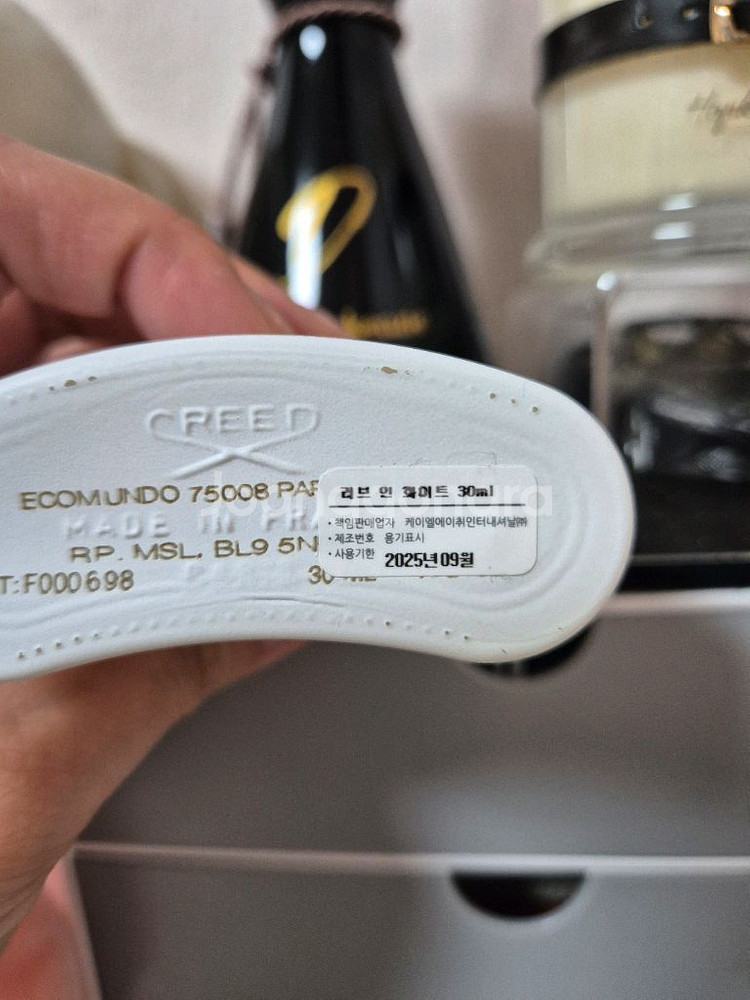 CREED
ECOMUNDO 75008 PAR
MADE IN FRA
RP. MSL. BL9 5N
T:F000698
30 ML
러브 인 화이트 30ml
• 책임판매업자 케이엘에이취인터내셔날㈜
• 제조번호 용기표시
• 사용기한 2025년 09월
joongonara